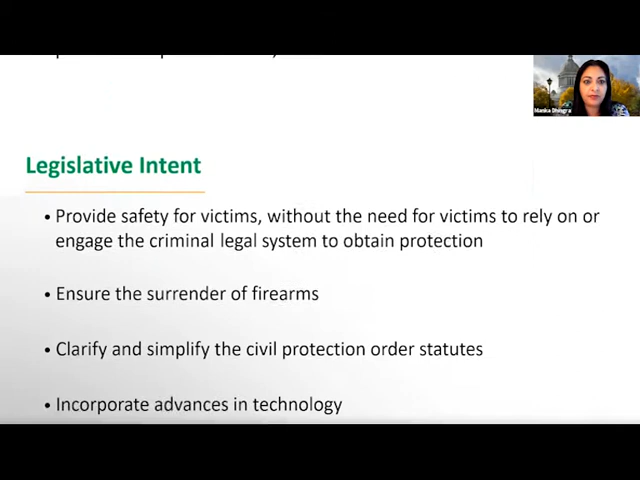 Manka Dhingra
Legislative Intent
• Provide safety for victims, without the need for victims to rely on or
engage the criminal legal system to obtain protection
• Ensure the surrender of firearms
• Clarify and simplify the civil protection order statutes
• Incorporate advances in technology